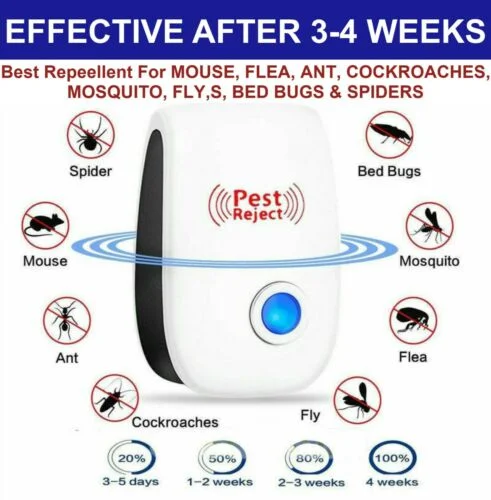 EFFECTIVE AFTER 3-4 WEEKS
Best Repeellent For MOUSE, FLEA, ANT, COCKROACHES,
MOSQUITO, FLY,S, BED BUGS & SPIDERS
Spider
Bed Bugs
Pest
Reject
Mouse
Mosquito
Ant
Flea
Cockroaches
Fly
20%
50%
80%
100%
3-5 days
1-2 weeks
2-3 weeks
4 weeks